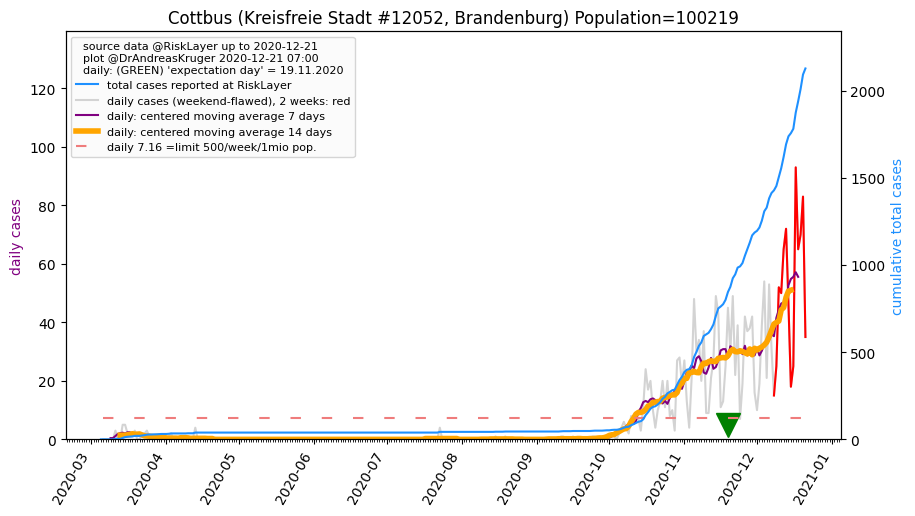 Cottbus (Kreisfreie Stadt #12052, Brandenburg) Population=100219
source data @RiskLayer up to 2020-12-21
plot @DrAndreasKruger 2020-12-21 07:00
daily: (GREEN) 'expectation day' = 19.11.2020
total cases reported at RiskLayer
daily cases (weekend-flawed), 2 weeks: red
daily: centered moving average 7 days
daily: centered moving average 14 days
daily 7.16 =limit 500/week/1mio pop.
daily cases
120
100
80
60
40
20
0
cumulative total cases
2000
1500
1000
500
0
2020-03
2020-04
2020-05
2020-06
2020-07
2020-08
2020-09
2020-10
2020-11
2020-12
2021-01